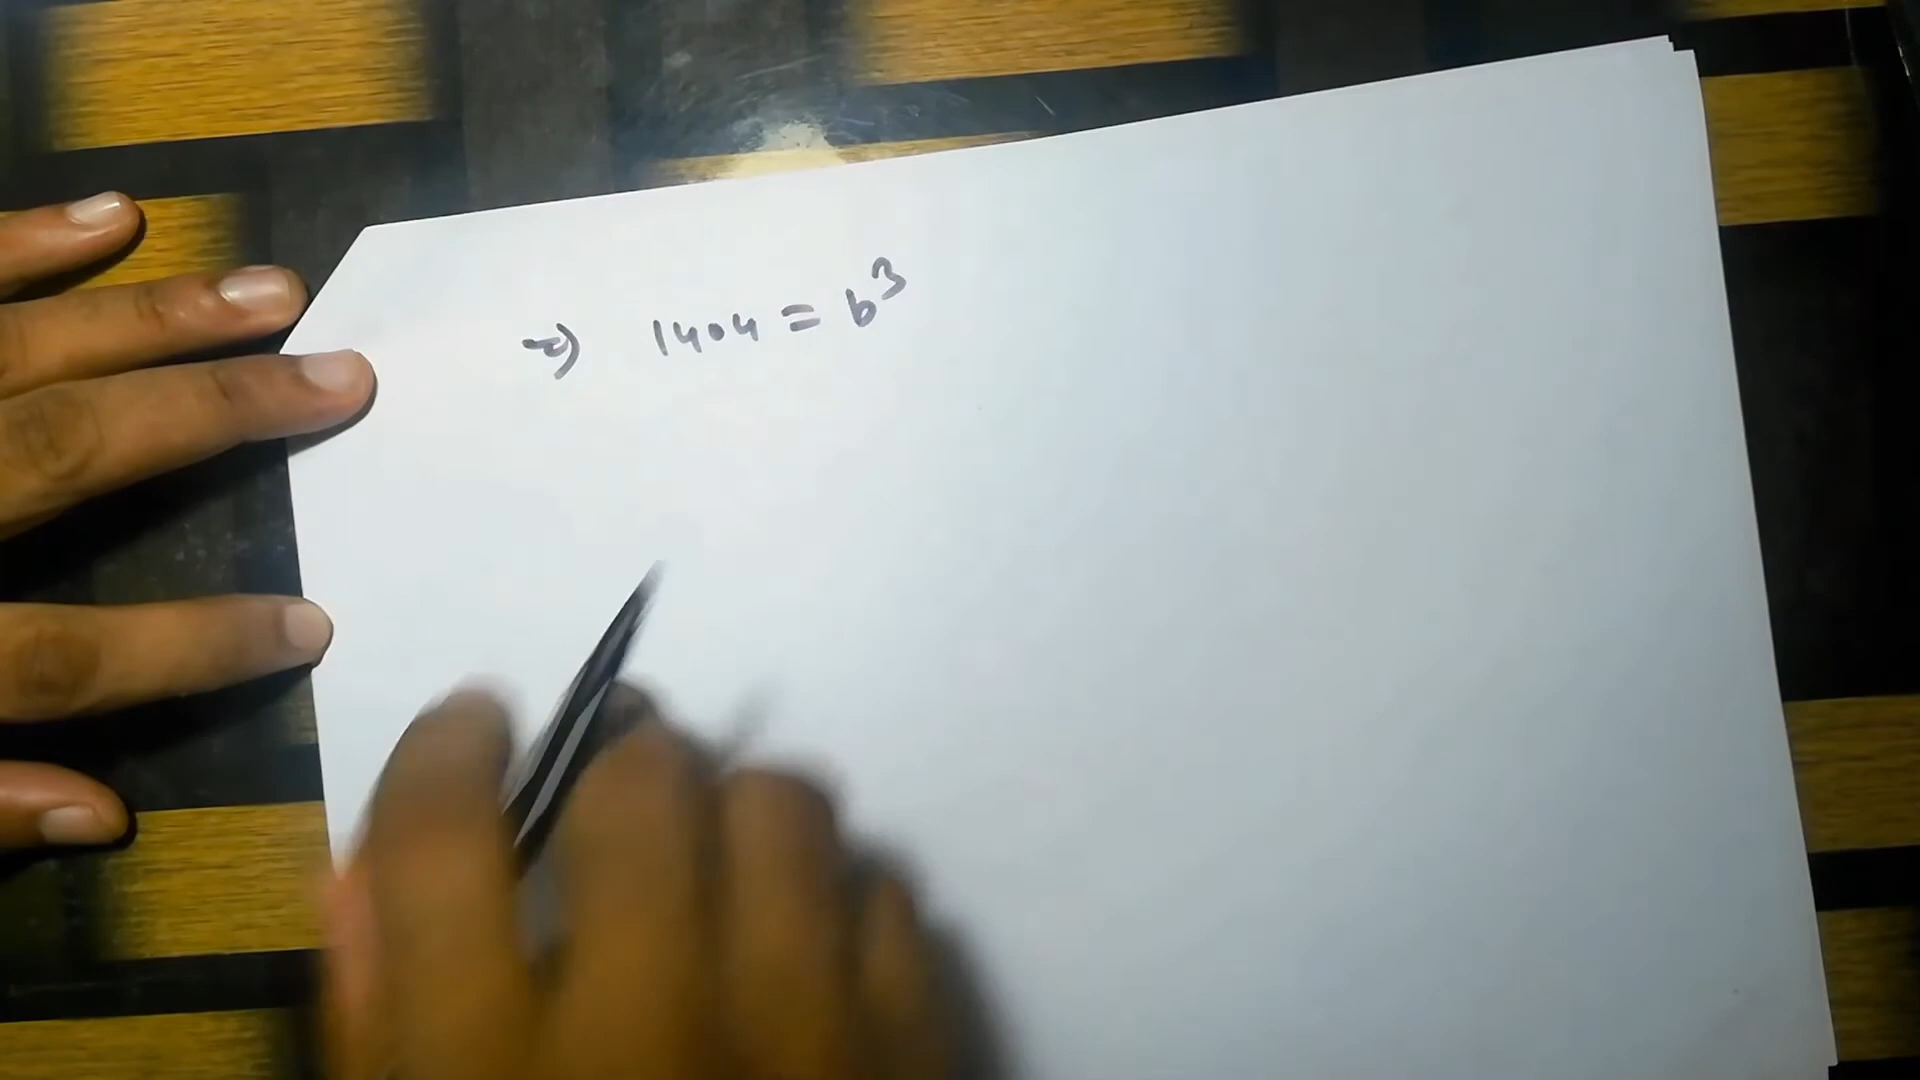 ⇒ 1404 = b³